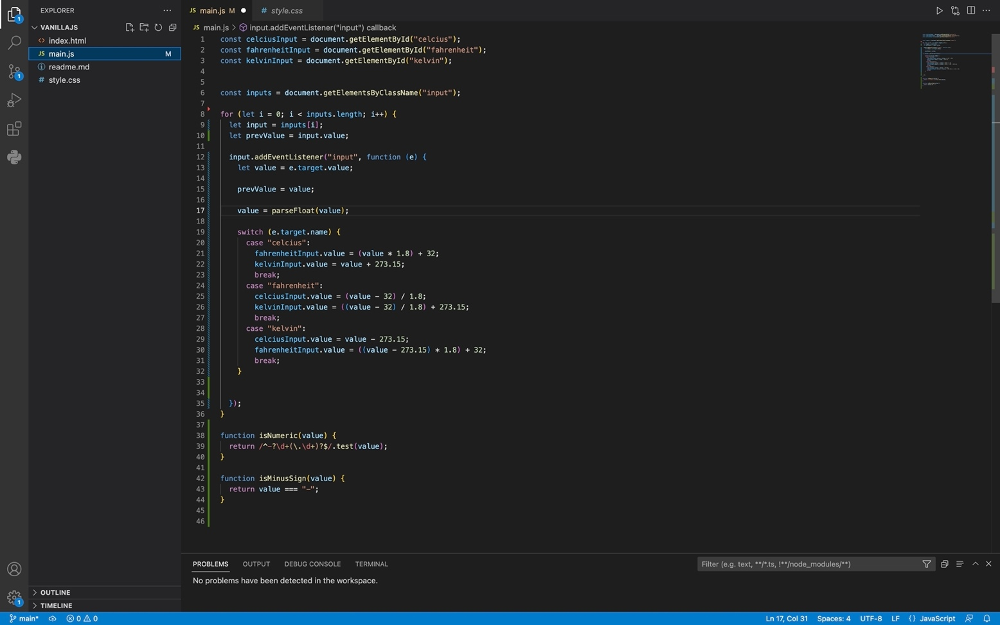 EXPLORER
VANILLAJS
<> index.html
JS main.js M
readme.md
# style.css
OUTLINE
TIMELINE
JS main.js M
# style.css
JS main.js > input.addEventListener("input") callback
1 const celciusInput = document.getElementById("celcius");
2 const fahrenheitInput = document.getElementById("fahrenheit");
3 const kelvinInput = document.getElementById("kelvin");
4
5
6 const inputs = document.getElementsByClassName("input");
7
8 for (let i = 0; i < inputs.length; i++) {
9 let input = inputs[i];
10 let prevValue = input.value;
11
12 input.addEventListener("input", function (e) {
13 let value = e.target.value;
14
15 prevValue = value;
16
17 value = parseFloat(value);
18
19 switch (e.target.name) {
20 case "celcius":
21 fahrenheitInput.value = (value * 1.8) + 32;
22 kelvinInput.value = value + 273.15;
23 break;
24 case "fahrenheit":
25 celciusInput.value = (value - 32) / 1.8;
26 kelvinInput.value = ((value - 32) / 1.8) + 273.15;
27 break;
28 case "kelvin":
29 celciusInput.value = value - 273.15;
30 fahrenheitInput.value = ((value - 273.15) * 1.8) + 32;
31 break;
32 }
33
34
35 });
36 }
37
38 function isNumeric(value) {
39 return /^-?\d+(\.\d+)?$/.test(value);
40 }
41
42 function isMinusSign(value) {
43 return value === "-";
44 }
45
46
PROBLEMS OUTPUT DEBUG CONSOLE TERMINAL
Filter (e.g. text, **/*.ts, !**/node_modules/**)
No problems have been detected in the workspace.
1
1
1
main* 0 0
Ln 17, Col 31 Spaces: 4 UTF-8 LF {} JavaScript